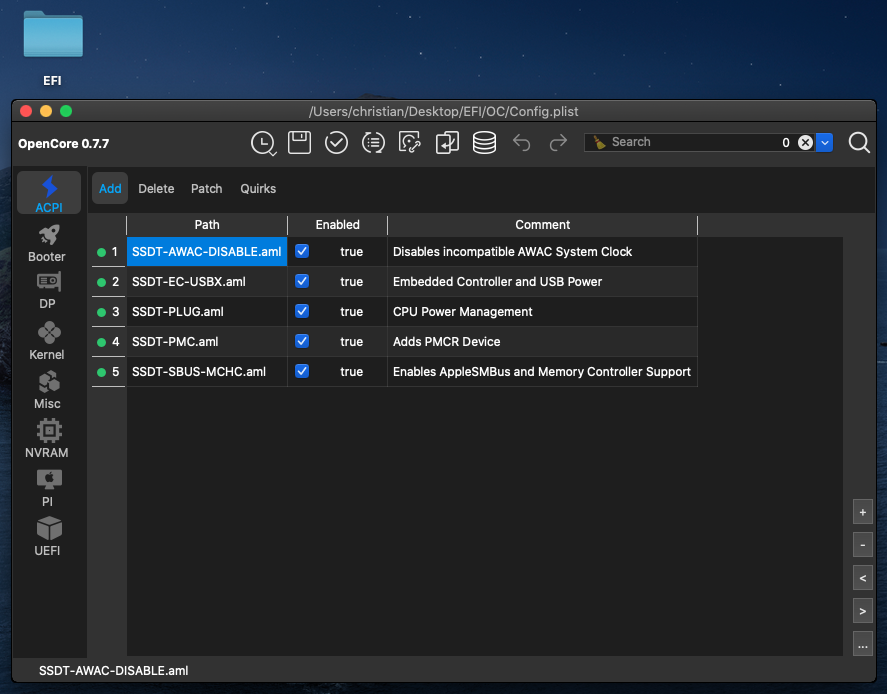 EFI
/Users/christian/Desktop/EFI/OC/Config.plist
OpenCore 0.7.7
Search
0
ACPI
Booter
DP
Kernel
Misc
NVRAM
PI
UEFI
Add Delete Patch Quirks
Path Enabled Comment
1 SSDT-AWAC-DISABLE.aml true Disables incompatible AWAC System Clock
2 SSDT-EC-USBX.aml true Embedded Controller and USB Power
3 SSDT-PLUG.aml true CPU Power Management
4 SSDT-PMC.aml true Adds PMCR Device
5 SSDT-SBUS-MCHC.aml true Enables AppleSMBus and Memory Controller Support
+
-
<
>
...
SSDT-AWAC-DISABLE.aml